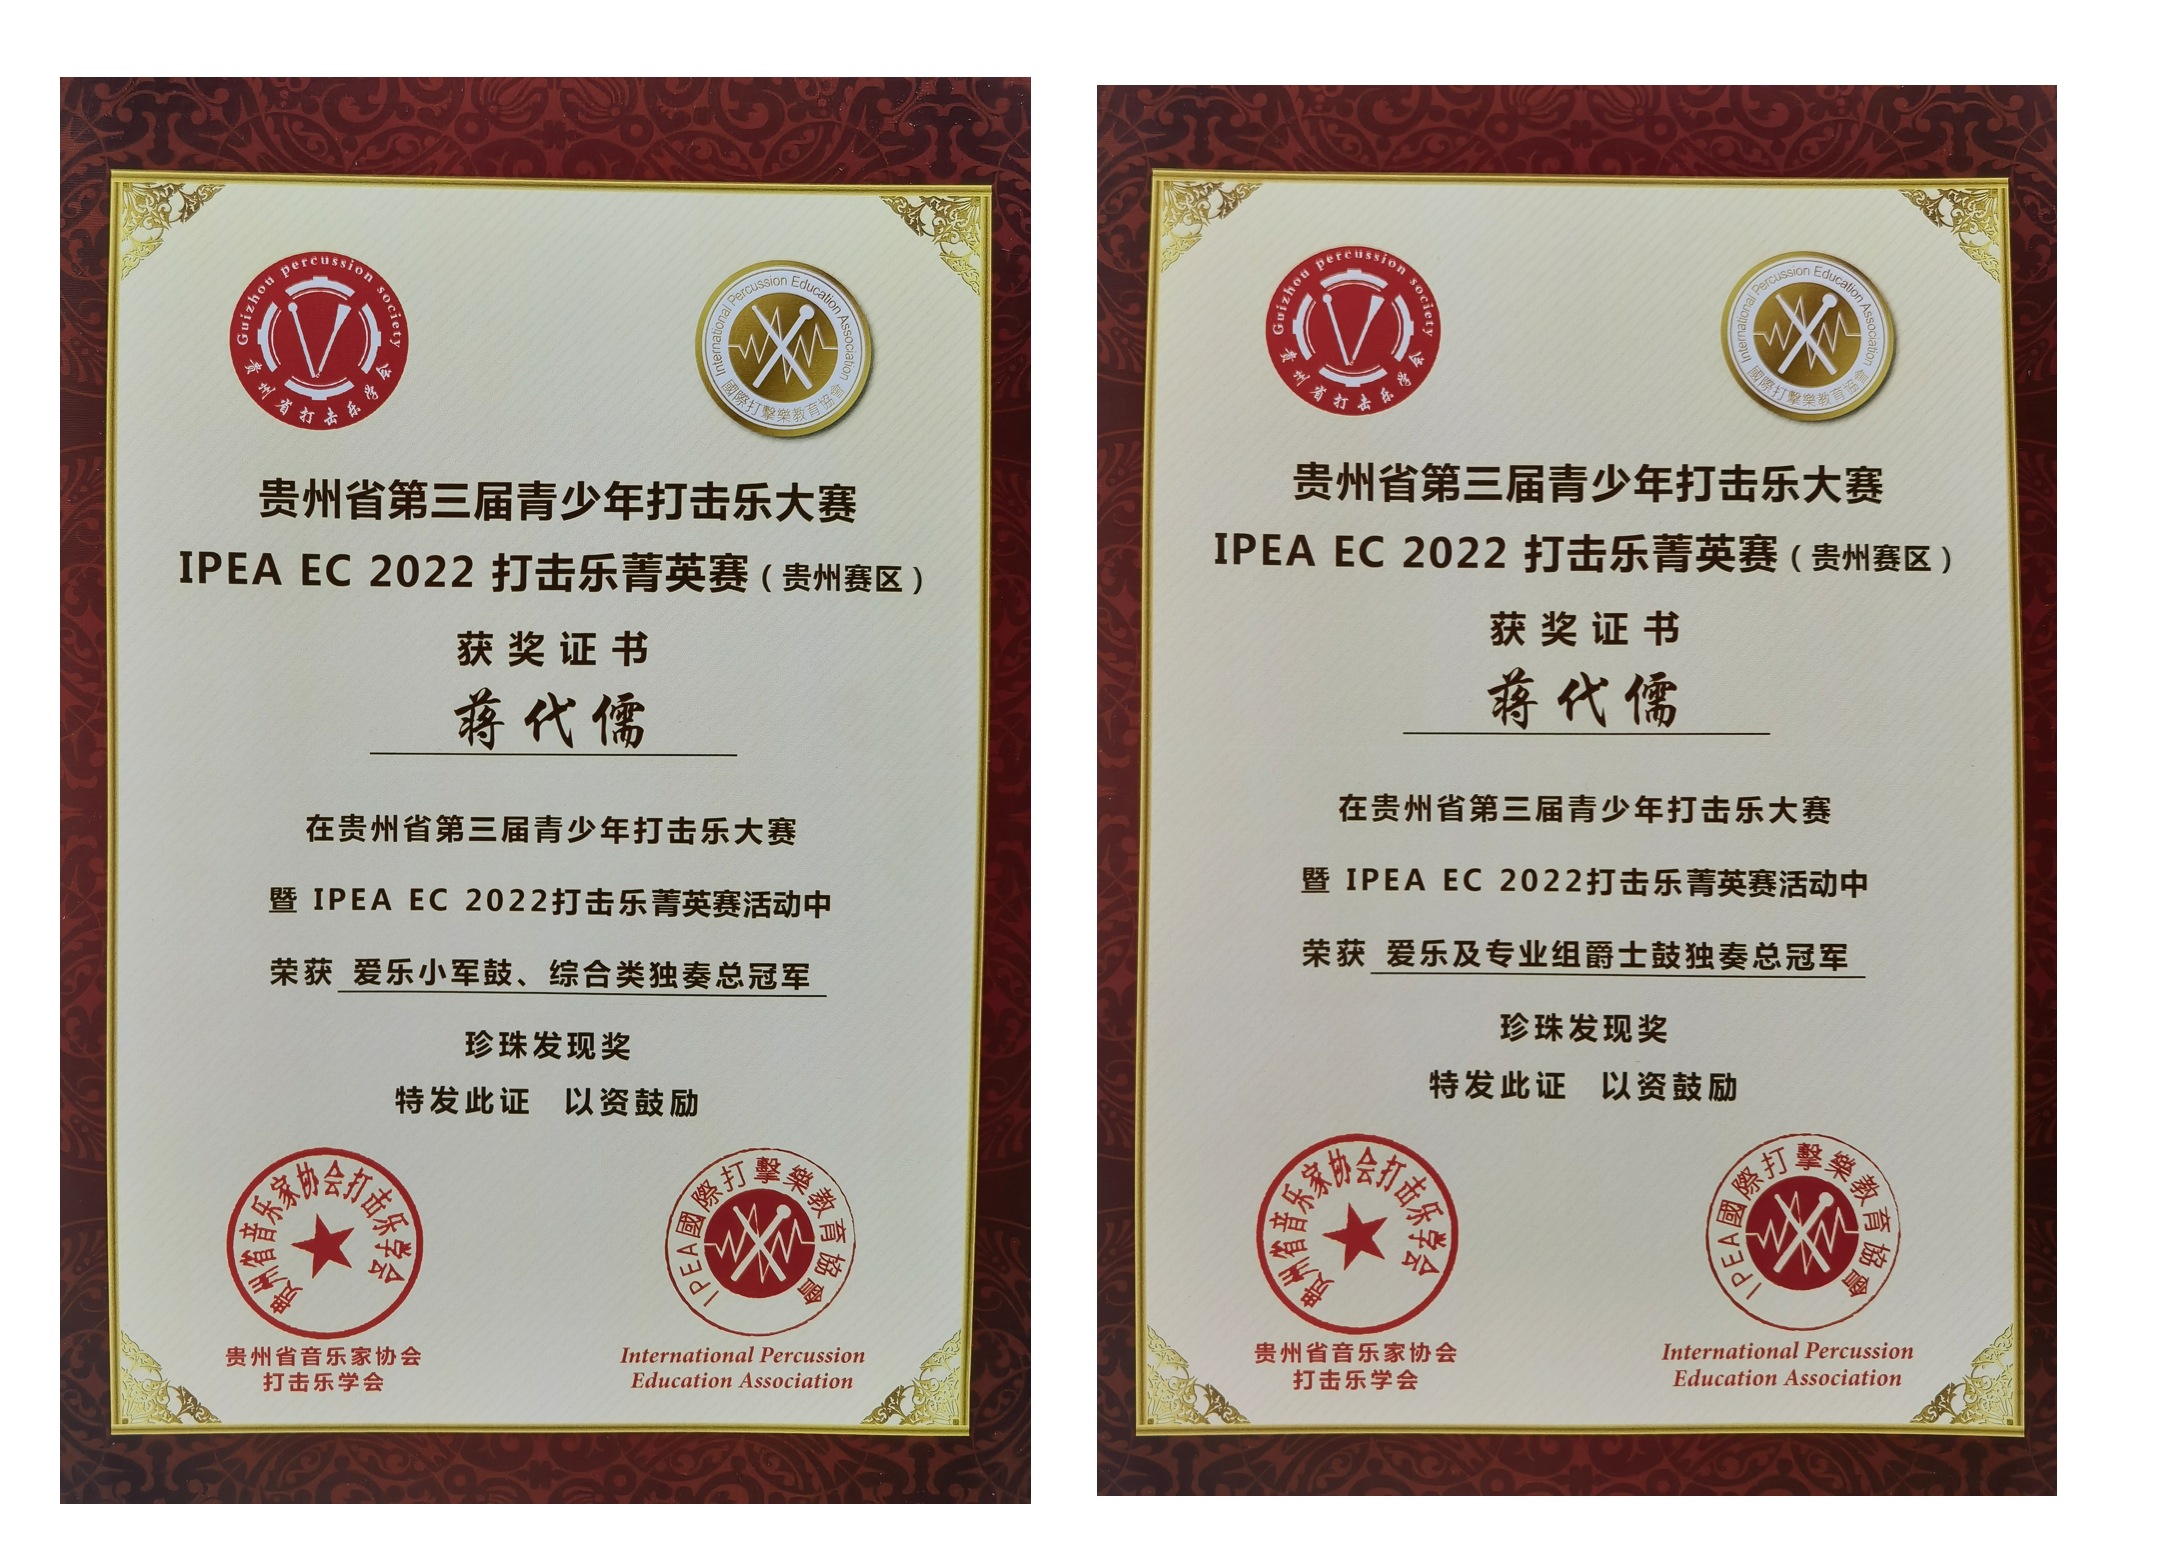 Guizhou percussion society
贵州省打击乐学会
International Percussion Education Association
國際打擊樂教育協會
贵州省第三届青少年打击乐大赛
IPEA EC 2022 打击乐菁英赛（贵州赛区）
获奖证书
蒋代儒
在贵州省第三届青少年打击乐大赛
暨 IPEA EC 2022打击乐菁英赛活动中
荣获 爱乐小军鼓、综合类独奏总冠军
珍珠发现奖
特发此证 以资鼓励
贵州省音乐家协会打击乐学会
IPEA國際打擊樂教育協會
贵州省音乐家协会
打击乐学会
International Percussion
Education Association
Guizhou percussion society
贵州省打击乐学会
International Percussion Education Association
國際打擊樂教育協會
贵州省第三届青少年打击乐大赛
IPEA EC 2022 打击乐菁英赛（贵州赛区）
获奖证书
蒋代儒
在贵州省第三届青少年打击乐大赛
暨 IPEA EC 2022打击乐菁英赛活动中
荣获 爱乐及专业组爵士鼓独奏总冠军
珍珠发现奖
特发此证 以资鼓励
贵州省音乐家协会打击乐学会
IPEA國際打擊樂教育協會
贵州省音乐家协会
打击乐学会
International Percussion
Education Association